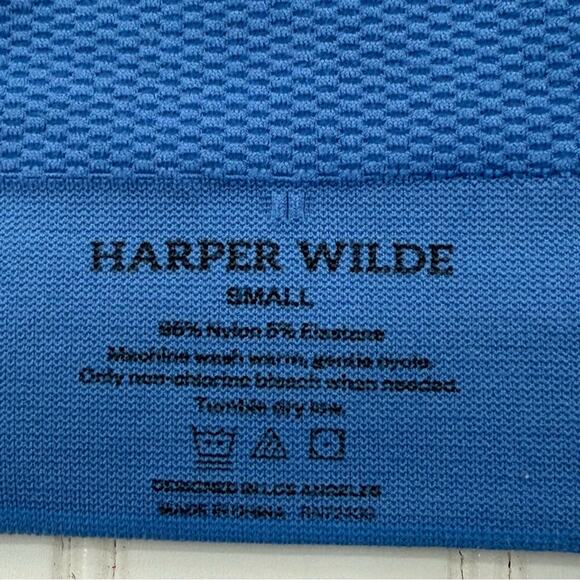 HARPER WILDE
SMALL
95% Nylon 5% Elastane
Machine wash warm, gentle cycle.
Only non-chlorine bleach when needed.
Tumble dry low.
DESIGNED IN LOS ANGELES
MADE IN CHINA